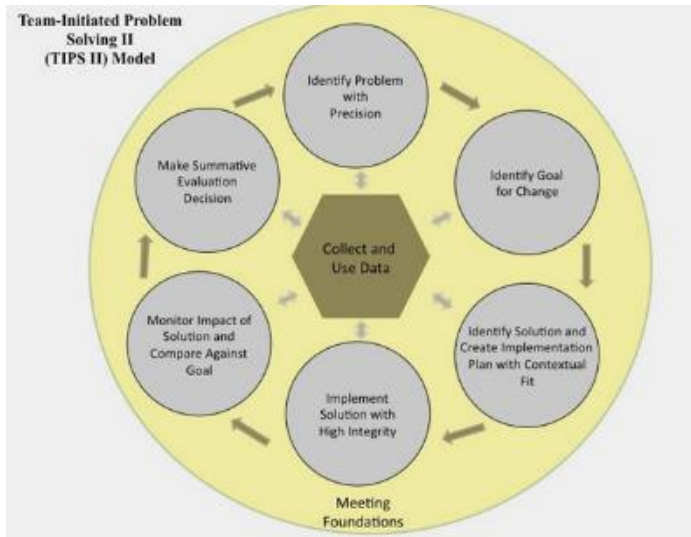 Team-Initiated Problem
Solving II
(TIPS II) Model
Identify Problem
with
Precision
Identify Goal
for Change
Identify Solution and
Create Implementation
Plan with Contextual
Fit
Implement
Solution with
High Integrity
Monitor Impact of
Solution and
Compare Against
Goal
Make Summative
Evaluation
Decision
Collect and
Use Data
Meeting
Foundations